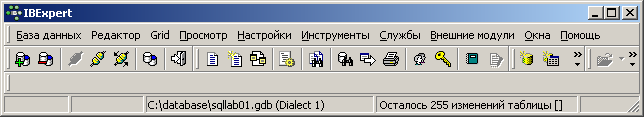 IBExpert
База данных Редактор Grid Просмотр Настройки Инструменты Службы Внешние модули Окна Помощь
C:\database\sqllab01.gdb (Dialect 1) Осталось 255 изменений таблицы []